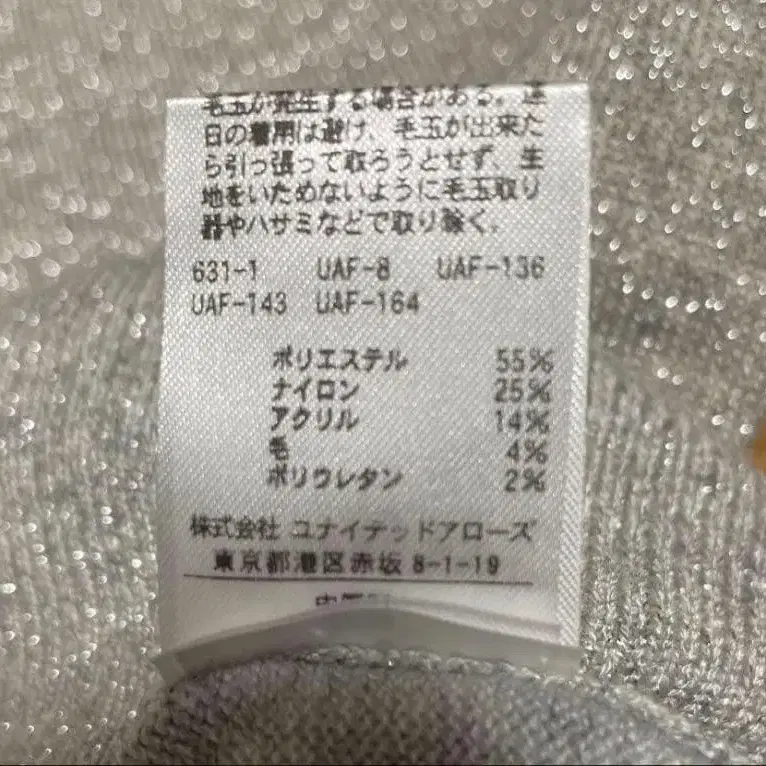 毛玉が発生する場合がある。連
日の着用は避け、毛玉が出来た
ら引っ張って取ろうとせず、生
地をいためないように毛玉取り
器やハサミなどで取り除く。
631-1 UAF-8 UAF-136
UAF-143 UAF-164
ポリエステル 55%
ナイロン 25%
アクリル 14%
毛 4%
ポリウレタン 2%
株式会社 ユナイテッドアローズ
東京都港区赤坂 8-1-19